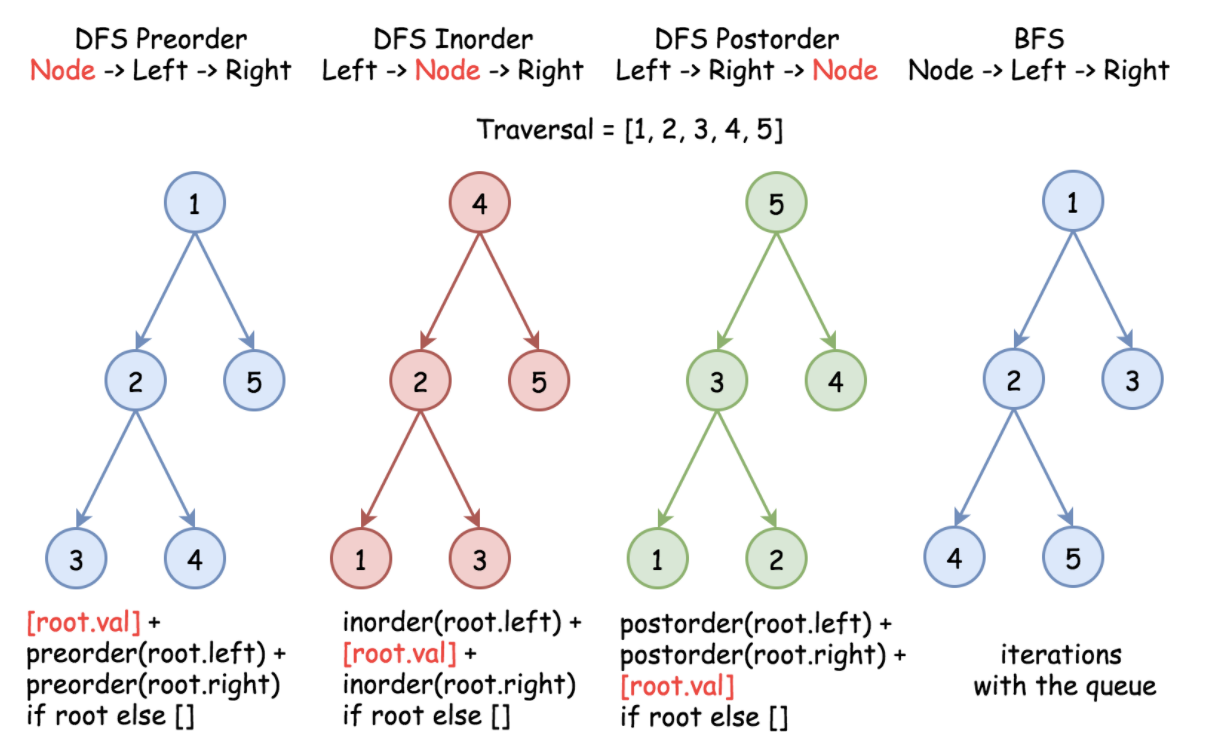 DFS Preorder
Node -> Left -> Right
DFS Inorder
Left -> Node -> Right
DFS Postorder
Left -> Right -> Node
BFS
Node -> Left -> Right
Traversal = [1, 2, 3, 4, 5]
1
2
5
3
4
[root.val] +
preorder(root.left) +
preorder(root.right)
if root else []
4
2
5
1
3
inorder(root.left) +
[root.val] +
inorder(root.right)
if root else []
5
3
4
1
2
postorder(root.left) +
postorder(root.right) +
[root.val]
if root else []
1
2
3
4
5
iterations
with the queue